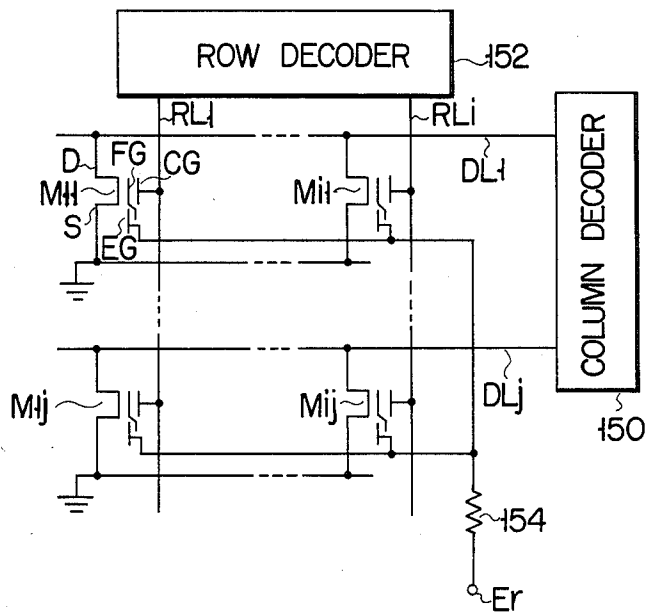 ROW DECODER
152
RL1
RLi
D
FG
CG
M11
S
EG
Mi1
DL1
COLUMN DECODER
M1j
Mij
DLj
150
154
Er